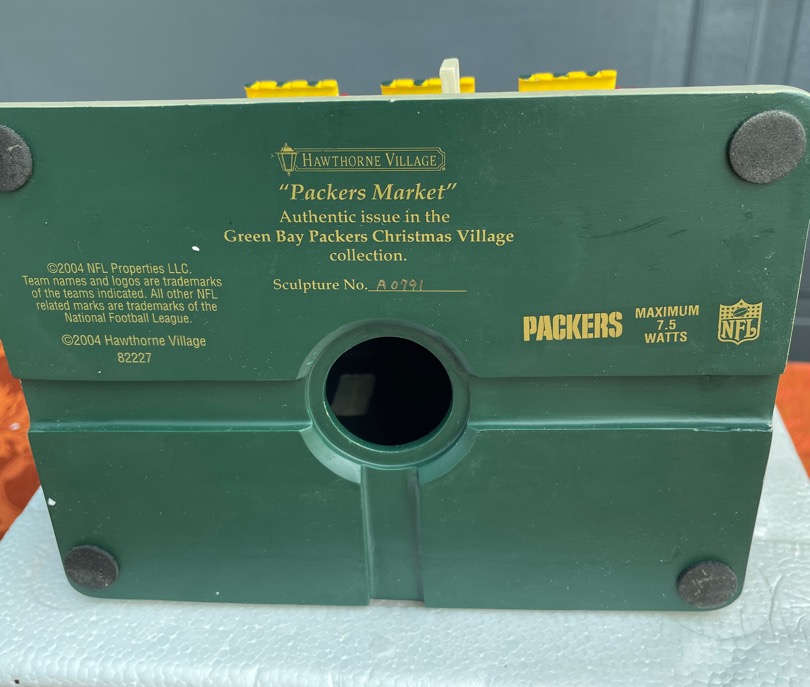 HAWTHORNE VILLAGE
“Packers Market”
Authentic issue in the
Green Bay Packers Christmas Village
collection.
Sculpture No. A0791
©2004 NFL Properties LLC.
Team names and logos are trademarks
of the teams indicated. All other NFL
related marks are trademarks of the
National Football League.
©2004 Hawthorne Village
82227
PACKERS
MAXIMUM
7.5
WATTS
NFL